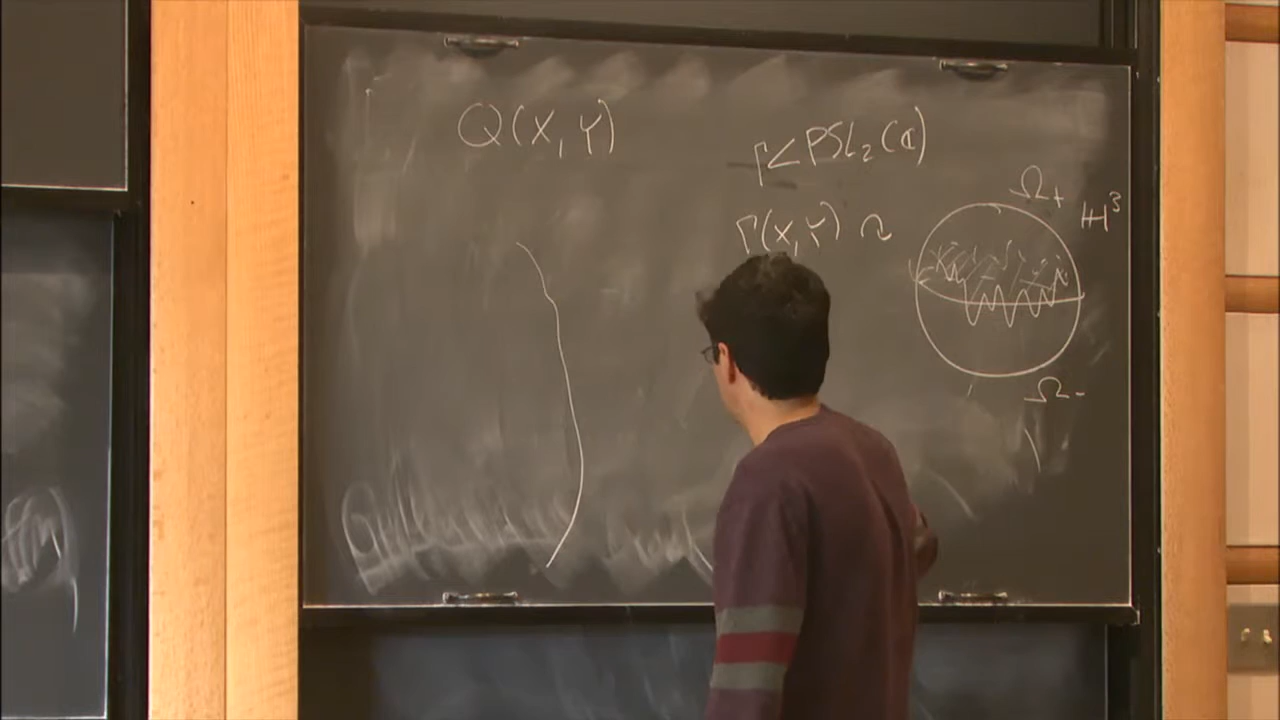 Q(X, Y)
Γ < PSL₂(ℂ)
Γ(X, Y) ↷
Ω₊
ℍ³
Ω₋